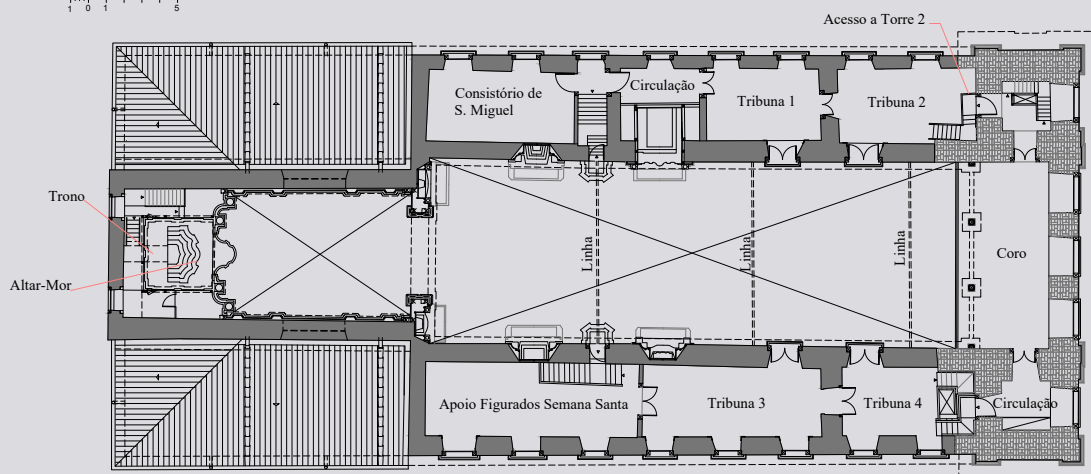 1 0 1 5
Acesso a Torre 2
Consistório de
S. Miguel
Circulação
Tribuna 1
Tribuna 2
Trono
Altar-Mor
Linha
Linha
Linha
Coro
Apoio Figurados Semana Santa
Tribuna 3
Tribuna 4
Circulação